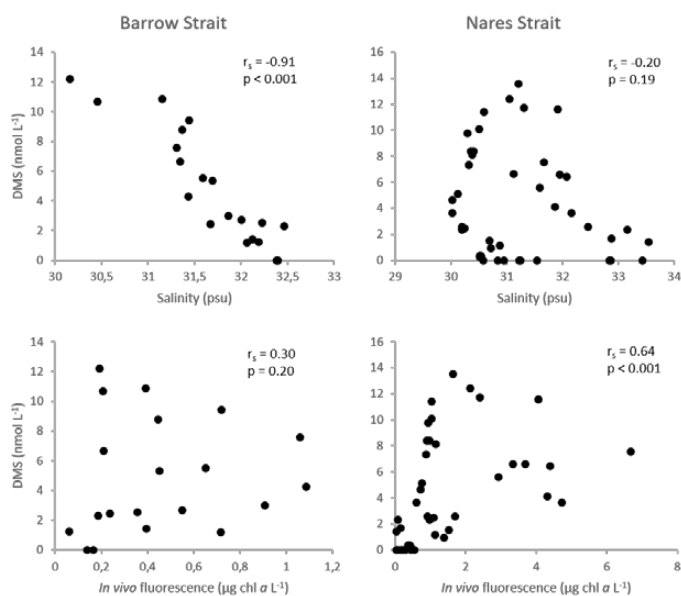 Barrow Strait
Nares Strait
14
12
10
8
6
4
2
0
DMS (nmol L⁻¹)
rₛ = -0.91
p < 0.001
30 30,5 31 31,5 32 32,5 33
Salinity (psu)
16
14
12
10
8
6
4
2
0
rₛ = -0.20
p = 0.19
29 30 31 32 33 34
Salinity (psu)
14
12
10
8
6
4
2
0
DMS (nmol L⁻¹)
rₛ = 0.30
p = 0.20
0 0,2 0,4 0,6 0,8 1 1,2
In vivo fluorescence (µg chl a L⁻¹)
16
14
12
10
8
6
4
2
0
rₛ = 0.64
p < 0.001
0 2 4 6 8
In vivo fluorescence (µg chl a L⁻¹)